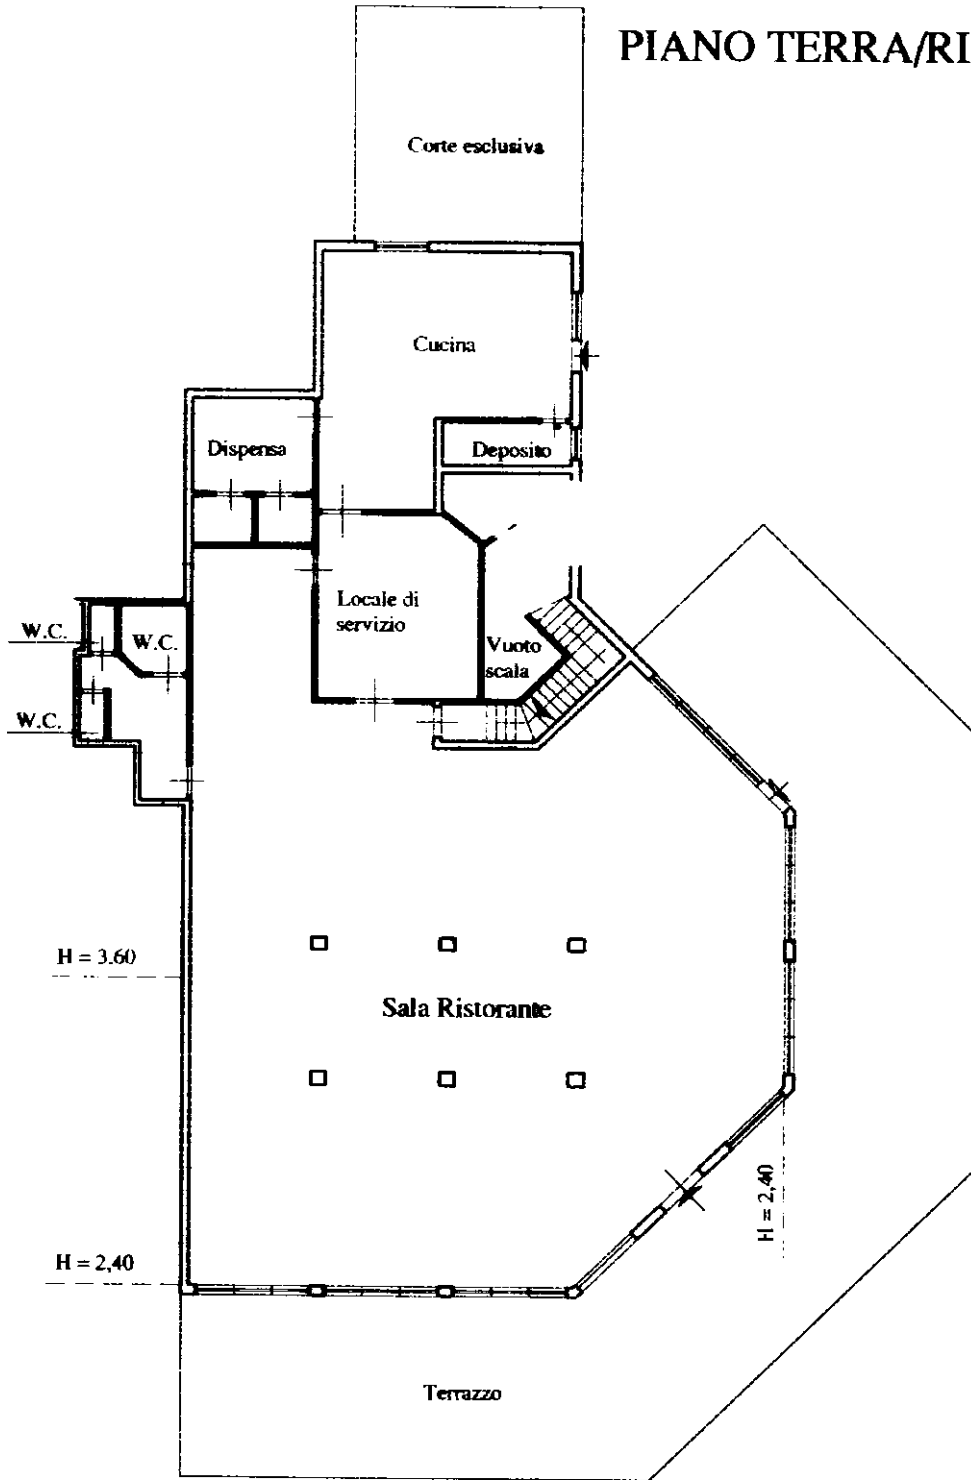 PIANO TERRA/RI
Corte esclusiva
Cucina
Dispensa
Deposito
Locale di
servizio
W.C.
W.C.
Vuoto
scala
W.C.
H = 3.60
Sala Ristorante
H = 2,40
H = 2,40
Terrazzo